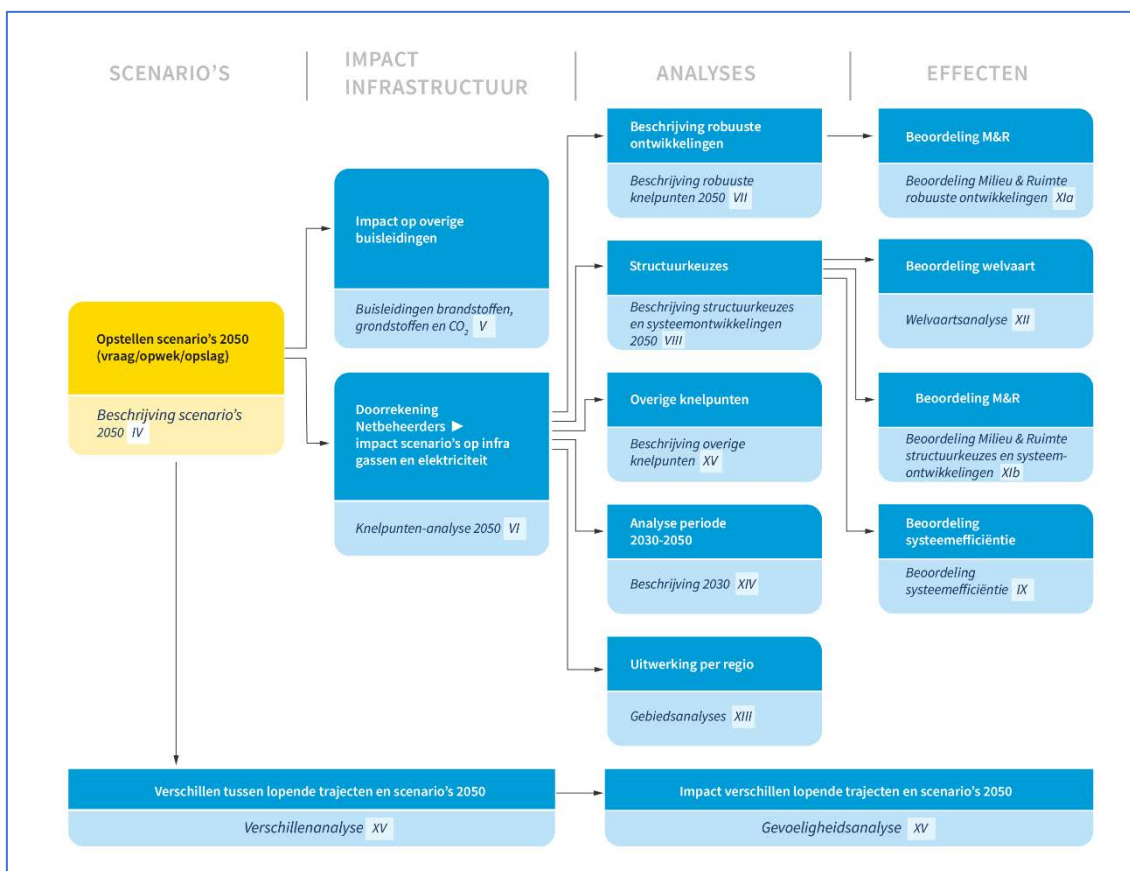 SCENARIO'S
IMPACT
INFRASTRUCTUUR
ANALYSES
EFFECTEN
Opstellen scenario's 2050
(vraag/opwek/opslag)
Beschrijving scenario's
2050 IV
Impact op overige
buisleidingen
Buisleidingen brandstoffen,
grondstoffen en CO₂ V
Doorrekening
Netbeheerders ▶
impact scenario's op infra
gassen en elektriciteit
Knelpunten-analyse 2050 VI
Beschrijving robuuste
ontwikkelingen
Beschrijving robuuste
knelpunten 2050 VII
Structuurkeuzes
Beschrijving structuurkeuzes
en systeemontwikkelingen
2050 VIII
Overige knelpunten
Beschrijving overige
knelpunten XV
Analyse periode
2030-2050
Beschrijving 2030 XIV
Uitwerking per regio
Gebiedsanalyses XIII
Beoordeling M&R
Beoordeling Milieu & Ruimte
robuuste ontwikkelingen XIa
Beoordeling welvaart
Welvaartsanalyse XII
Beoordeling M&R
Beoordeling Milieu & Ruimte
structuurkeuzes en systeem-
ontwikkelingen XIb
Beoordeling
systeemefficiëntie
Beoordeling
systeemefficiëntie IX
Verschillen tussen lopende trajecten en scenario's 2050
Verschillenanalyse XV
Impact verschillen lopende trajecten en scenario's 2050
Gevoeligheidsanalyse XV